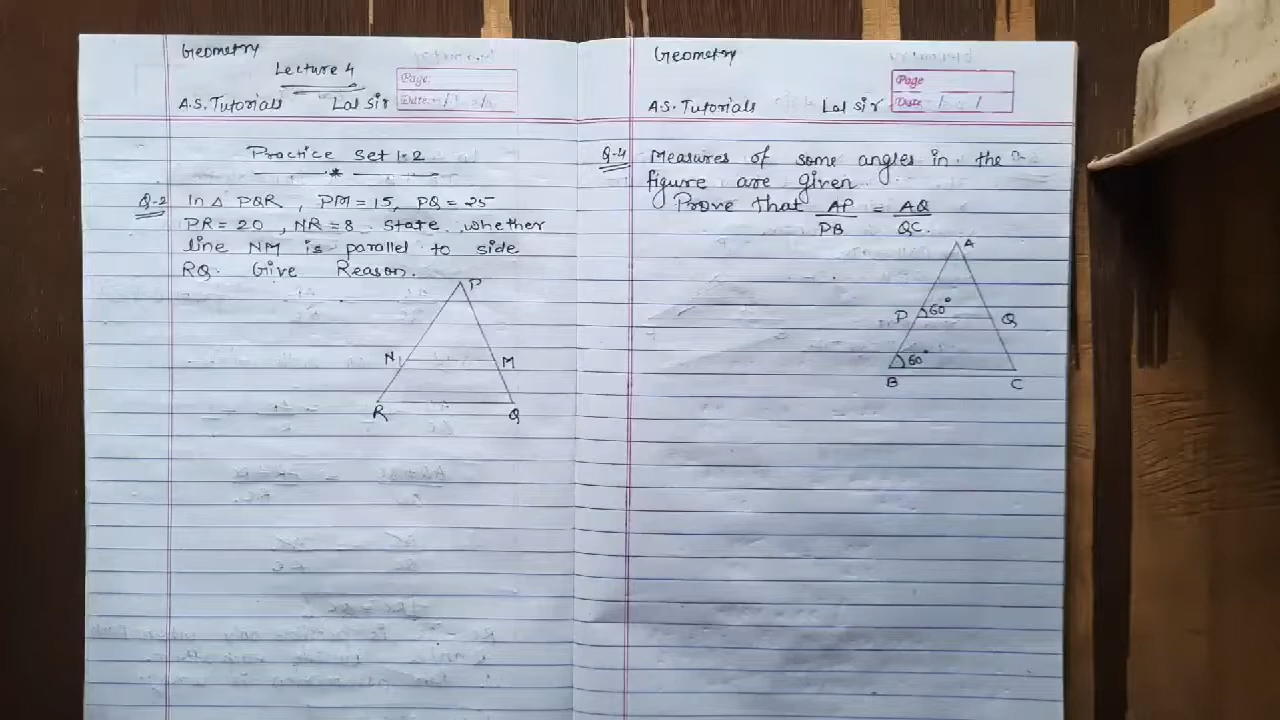 Geometry
Lecture 4
Page:
Date: / /
A.S. Tutorials Lal sir
Practice set 1.2
Q-2 In △ PQR, PM = 15, PQ = 25
PR = 20, NR = 8. state whether
line NM is parallel to side
RQ. Give Reason.
P
N M
R Q
Geometry
Page
Date / /
A.S. Tutorials Lal sir
Q-4 Measures of some angles in the
figure are given.
Prove that AP/PB = AQ/QC.
A
P 60° Q
60°
B C